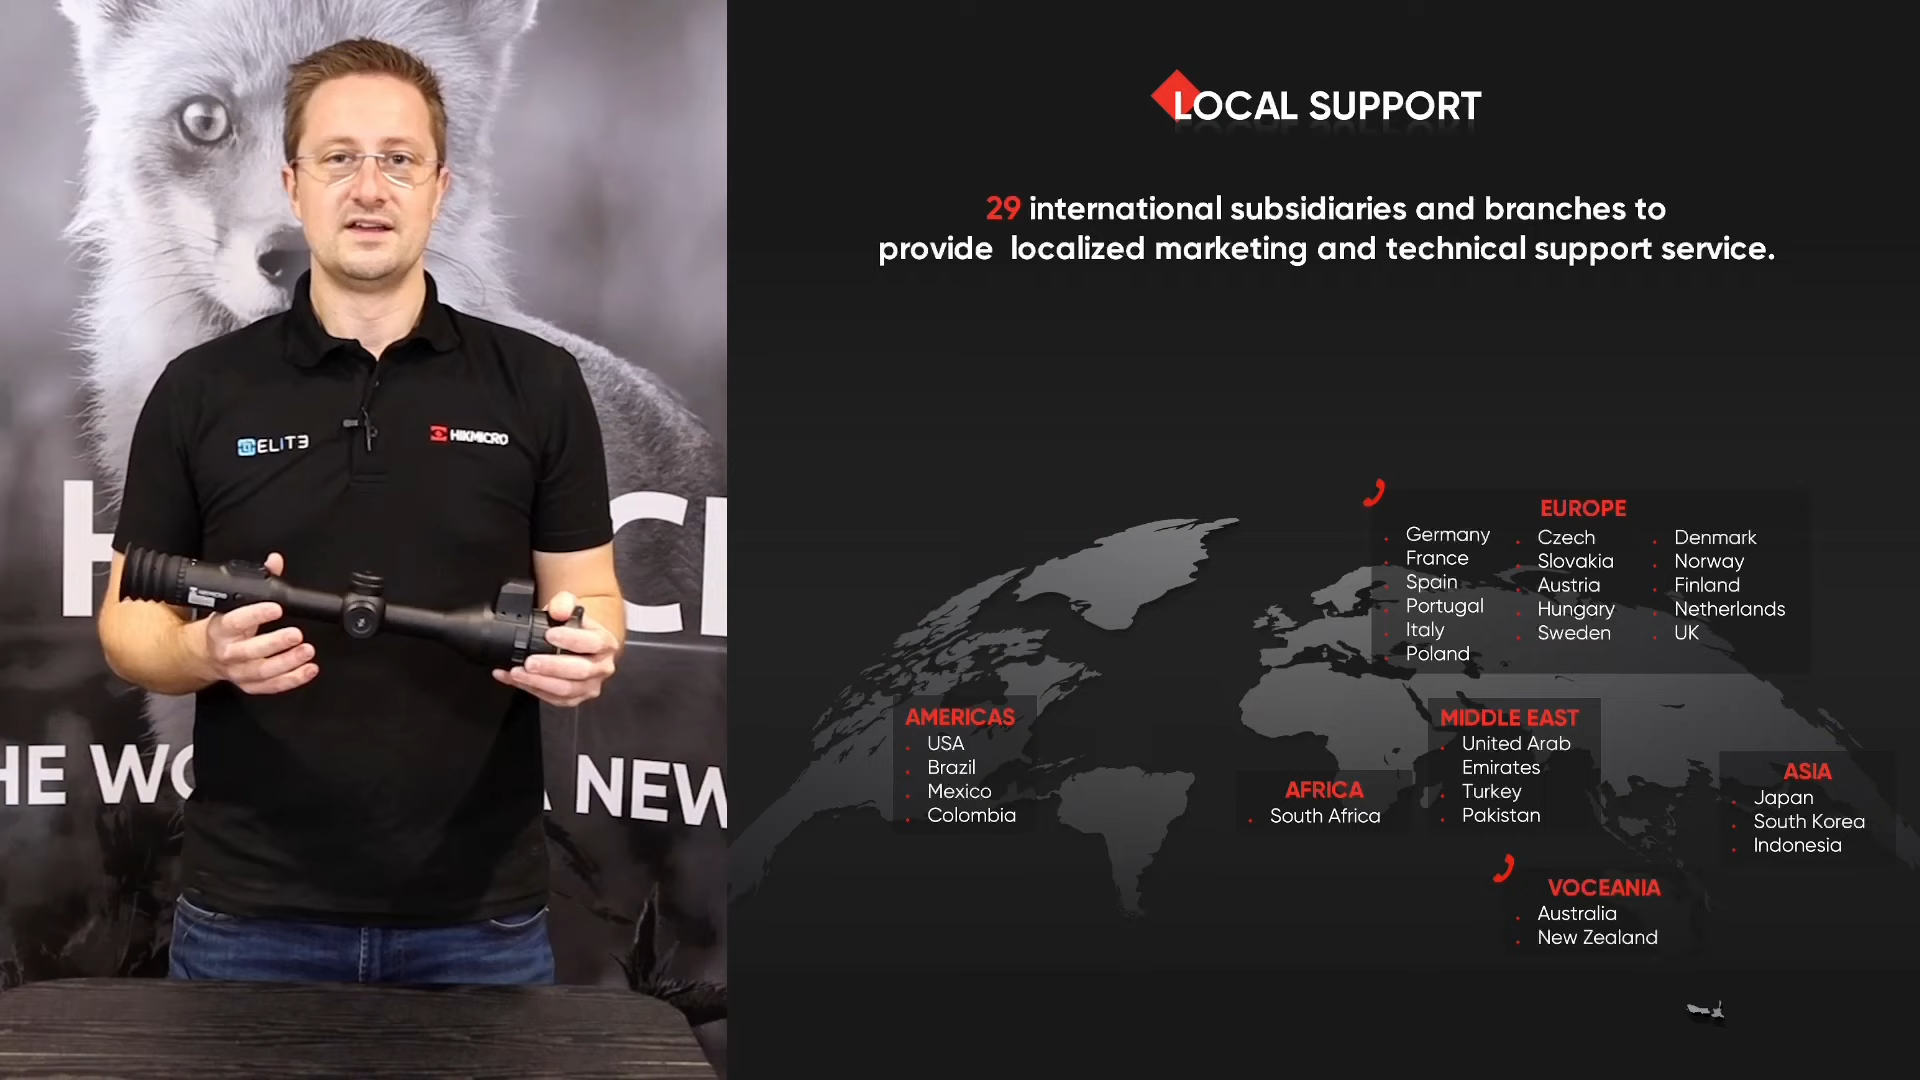 ELIT3
HIKMICRO
HE WO
A NEW
LOCAL SUPPORT
29 international subsidiaries and branches to
provide localized marketing and technical support service.
EUROPE
Germany
France
Spain
Portugal
Italy
Poland
Czech
Slovakia
Austria
Hungary
Sweden
Denmark
Norway
Finland
Netherlands
UK
AMERICAS
USA
Brazil
Mexico
Colombia
AFRICA
South Africa
MIDDLE EAST
United Arab
Emirates
Turkey
Pakistan
ASIA
Japan
South Korea
Indonesia
VOCEANIA
Australia
New Zealand